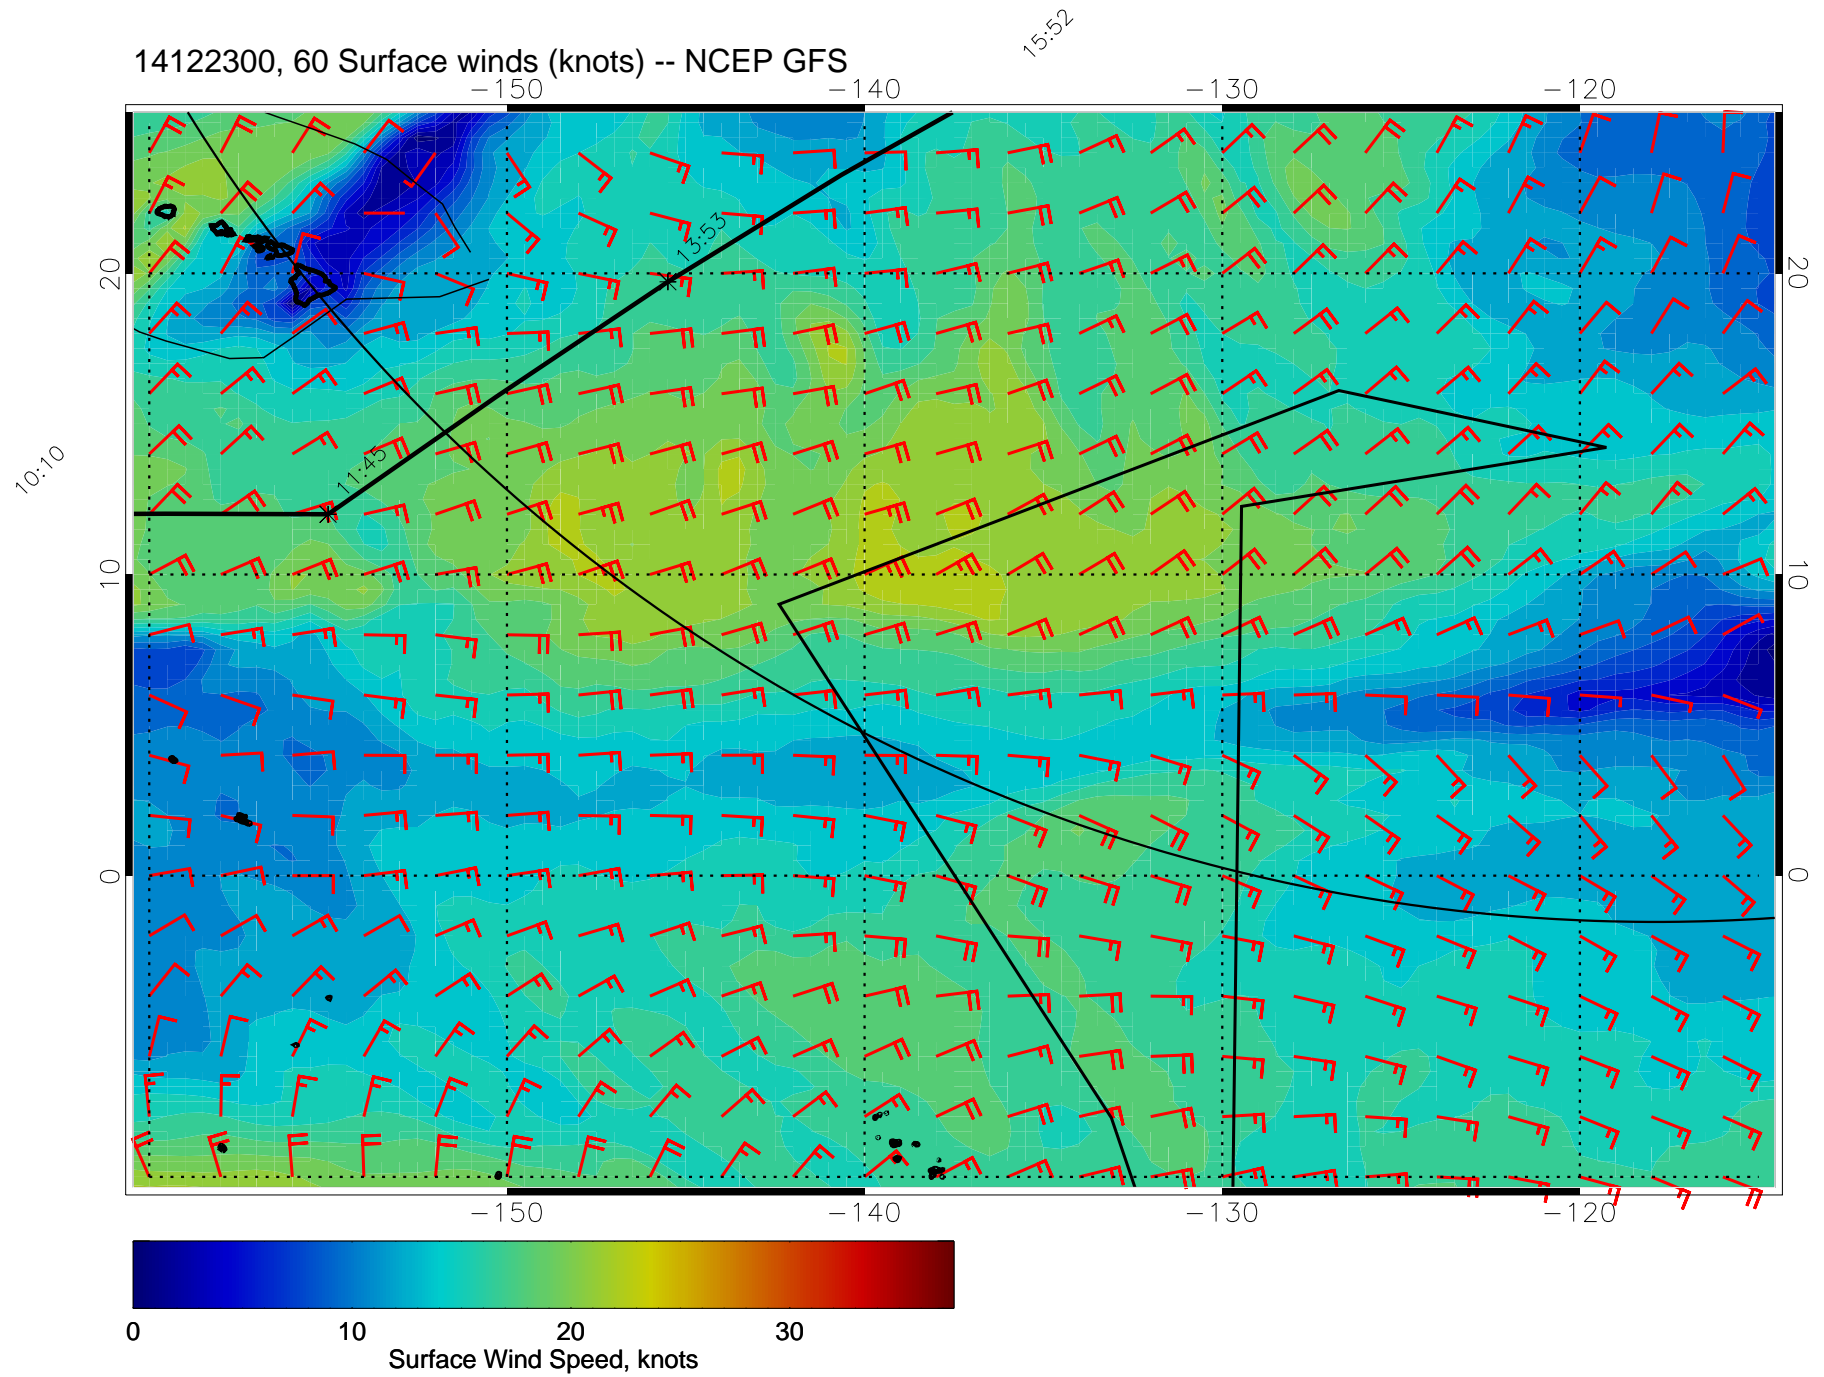 15:52
14122300, 60 Surface winds (knots) -- NCEP GFS
-150 -140 -130 -120
13:53
20 20
11:45
10:10
10 10
0 0
-150 -140 -130 -120
0 10 20 30
Surface Wind Speed, knots